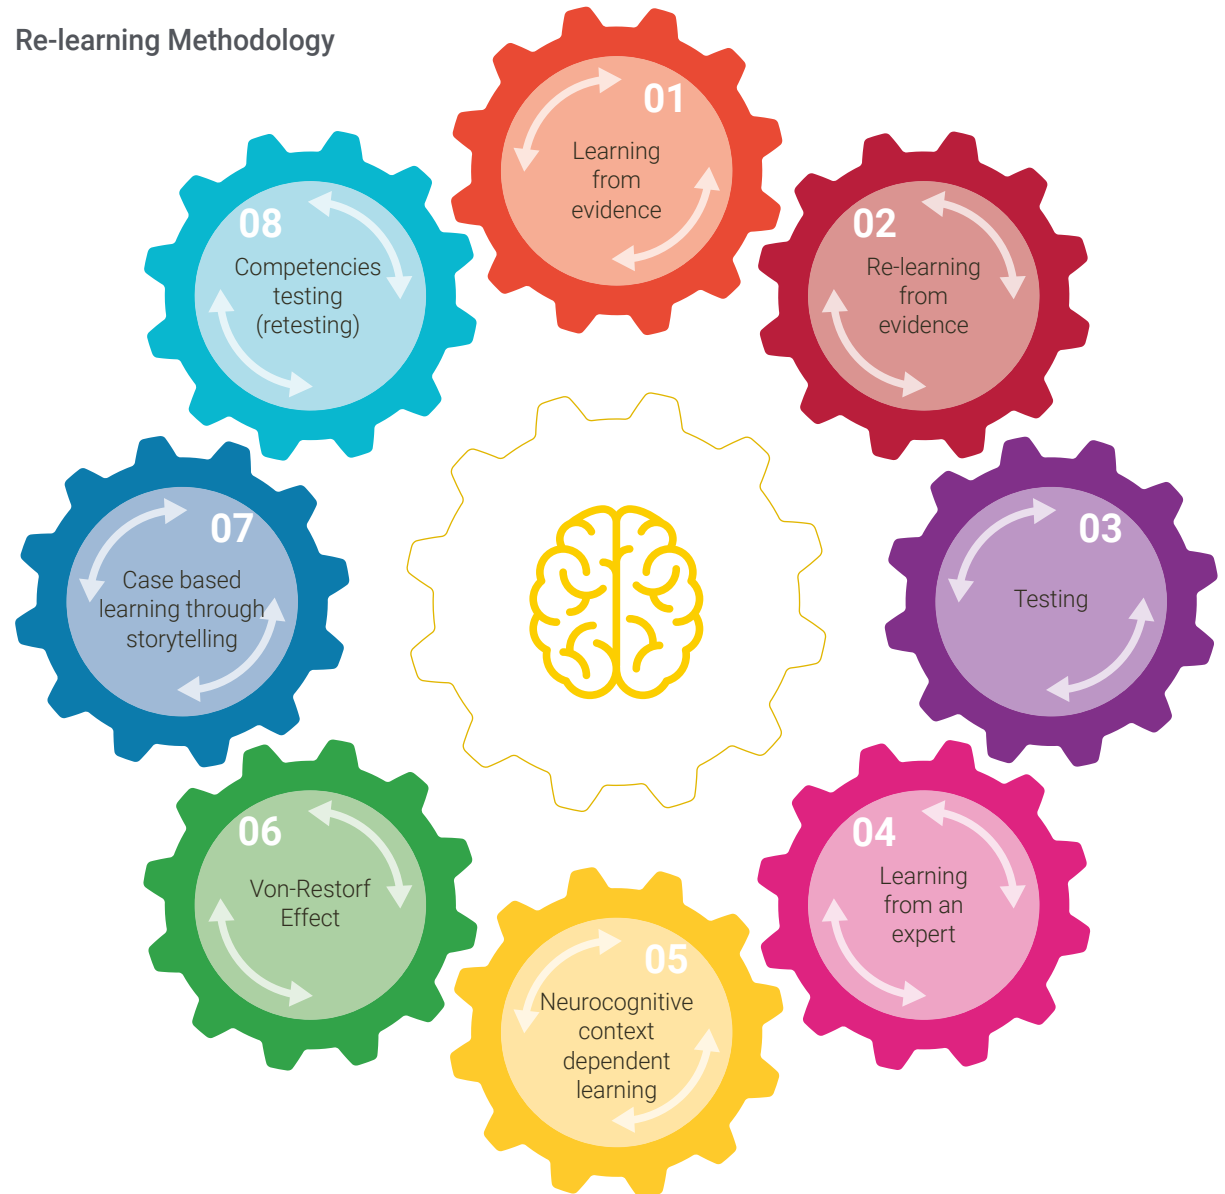 Re-learning Methodology
01
Learning
from
evidence
02
Re-learning
from
evidence
03
Testing
04
Learning
from an
expert
05
Neurocognitive
context
dependent
learning
06
Von-Restorf
Effect
07
Case based
learning through
storytelling
08
Competencies
testing
(retesting)